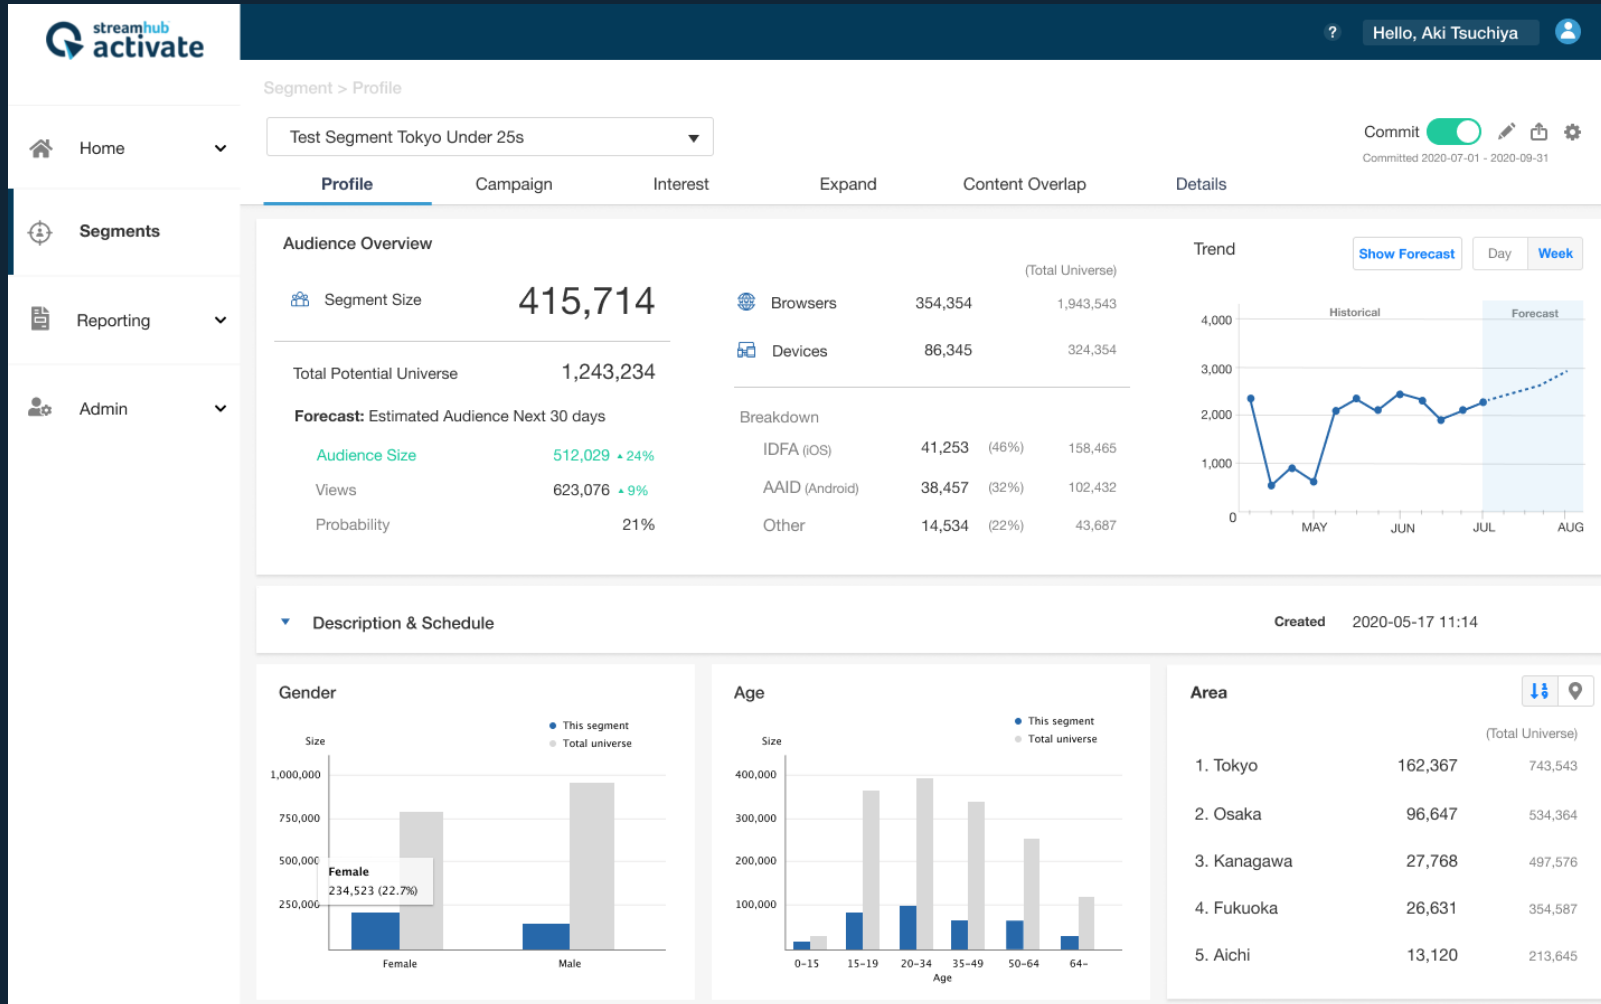 streamhub
activate
?
Hello, Aki Tsuchiya
Home
Segments
Reporting
Admin
Segment > Profile
Test Segment Tokyo Under 25s
Commit
Committed 2020-07-01 - 2020-09-31
Profile Campaign Interest Expand Content Overlap Details
Audience Overview
Segment Size 415,714
Total Potential Universe 1,243,234
Forecast: Estimated Audience Next 30 days
Audience Size 512,029 ▲ 24%
Views 623,076 ▲ 9%
Probability 21%
(Total Universe)
Browsers 354,354 1,943,543
Devices 86,345 324,354
Breakdown
IDFA (iOS) 41,253 (46%) 158,465
AAID (Android) 38,457 (32%) 102,432
Other 14,534 (22%) 43,687
Trend
Show Forecast Day Week
Historical Forecast
4,000
3,000
2,000
1,000
0
MAY JUN JUL AUG
Description & Schedule
Created 2020-05-17 11:14
Gender
This segment
Total universe
Size
1,000,000
750,000
500,000
250,000
Female
234,523 (22.7%)
Female Male
Age
This segment
Total universe
Size
400,000
300,000
200,000
100,000
0-15 15-19 20-34 35-49 50-64 64-
Age
Area
(Total Universe)
1. Tokyo 162,367 743,543
2. Osaka 96,647 534,364
3. Kanagawa 27,768 497,576
4. Fukuoka 26,631 354,587
5. Aichi 13,120 213,645